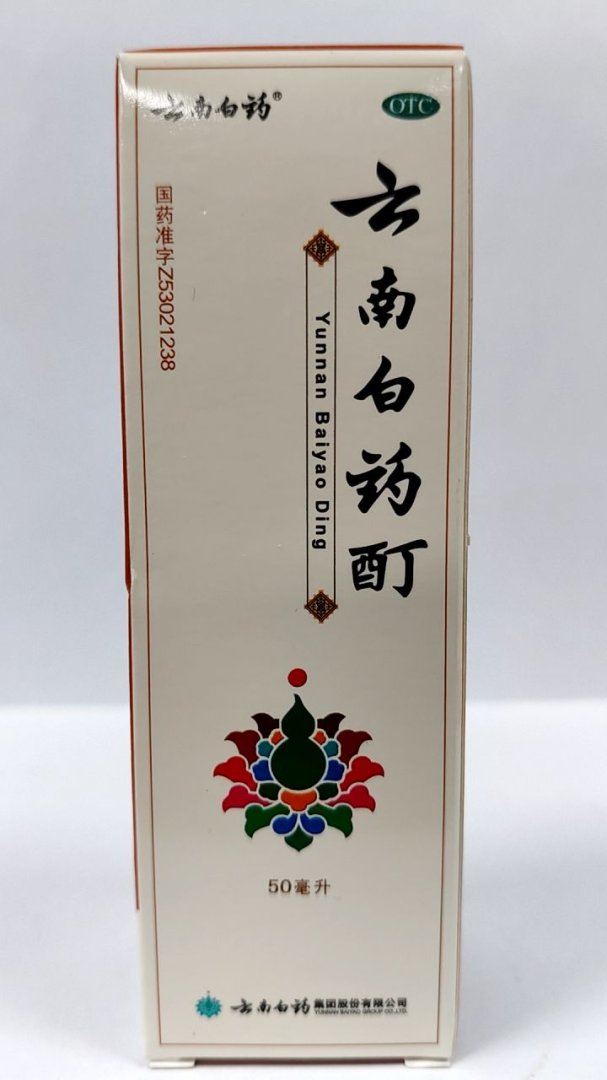 云南白药®
OTC
国药准字Z53021238
云南白药酊
Yunnan Baiyao Ding
50毫升
云南白药集团股份有限公司
YUNNAN BAIYAO GROUP CO.,LTD.